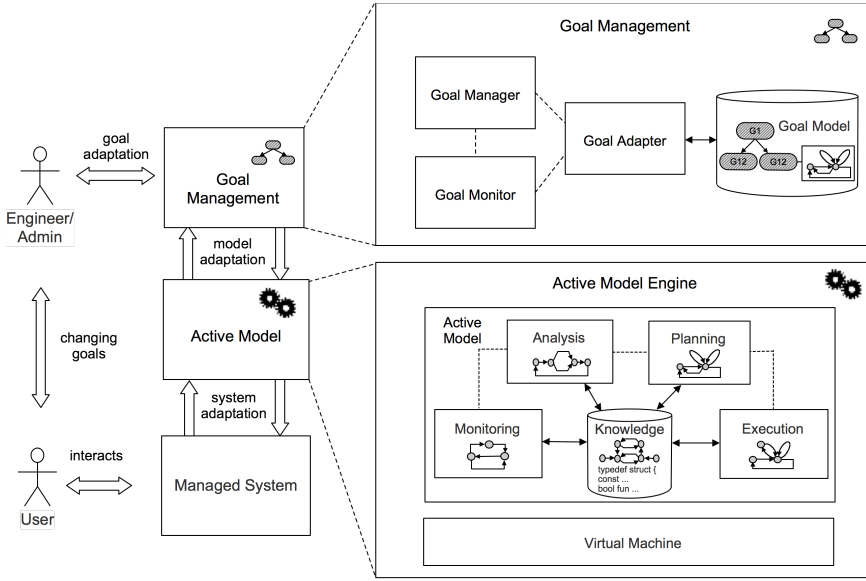 Goal Management
Goal Manager
Goal Monitor
Goal Adapter
Goal Model
G1
G12
G12
goal
adaptation
Goal
Management
Engineer/
Admin
model
adaptation
changing
goals
Active Model
system
adaptation
interacts
User
Managed System
Active Model Engine
Active
Model
Analysis
Planning
Monitoring
Knowledge
typedef struct {
const ...
bool fun ...
Execution
Virtual Machine